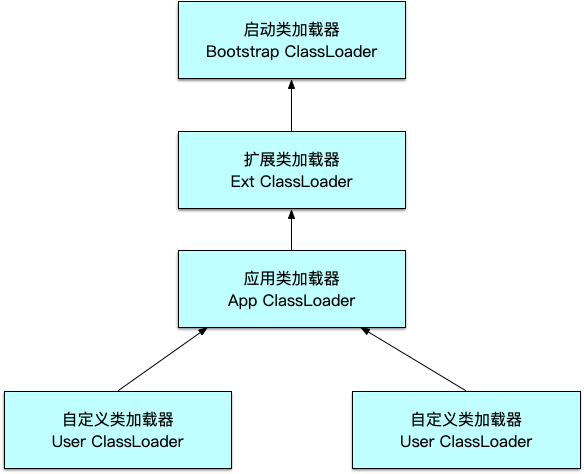 启动类加载器
Bootstrap ClassLoader
扩展类加载器
Ext ClassLoader
应用类加载器
App ClassLoader
自定义类加载器
User ClassLoader
自定义类加载器
User ClassLoader